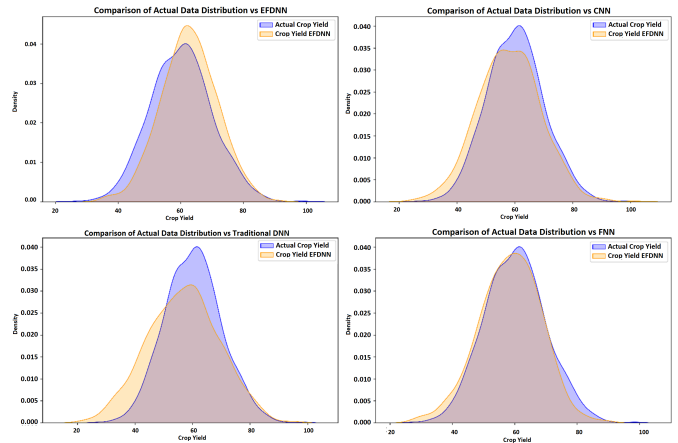 Comparison of Actual Data Distribution vs EFDNN
Actual Crop Yield
Crop Yield EFDNN
Density
0.04
0.03
0.02
0.01
0.00
20 40 60 80 100
Crop Yield
Comparison of Actual Data Distribution vs CNN
Actual Crop Yield
Crop Yield EFDNN
Density
0.040
0.035
0.030
0.025
0.020
0.015
0.010
0.005
0.000
20 40 60 80 100
Crop Yield
Comparison of Actual Data Distribution vs Traditional DNN
Actual Crop Yield
Crop Yield EFDNN
Density
0.040
0.035
0.030
0.025
0.020
0.015
0.010
0.005
0.000
20 40 60 80 100
Crop Yield
Comparison of Actual Data Distribution vs FNN
Actual Crop Yield
Crop Yield EFDNN
Density
0.040
0.035
0.030
0.025
0.020
0.015
0.010
0.005
0.000
20 40 60 80 100
Crop Yield